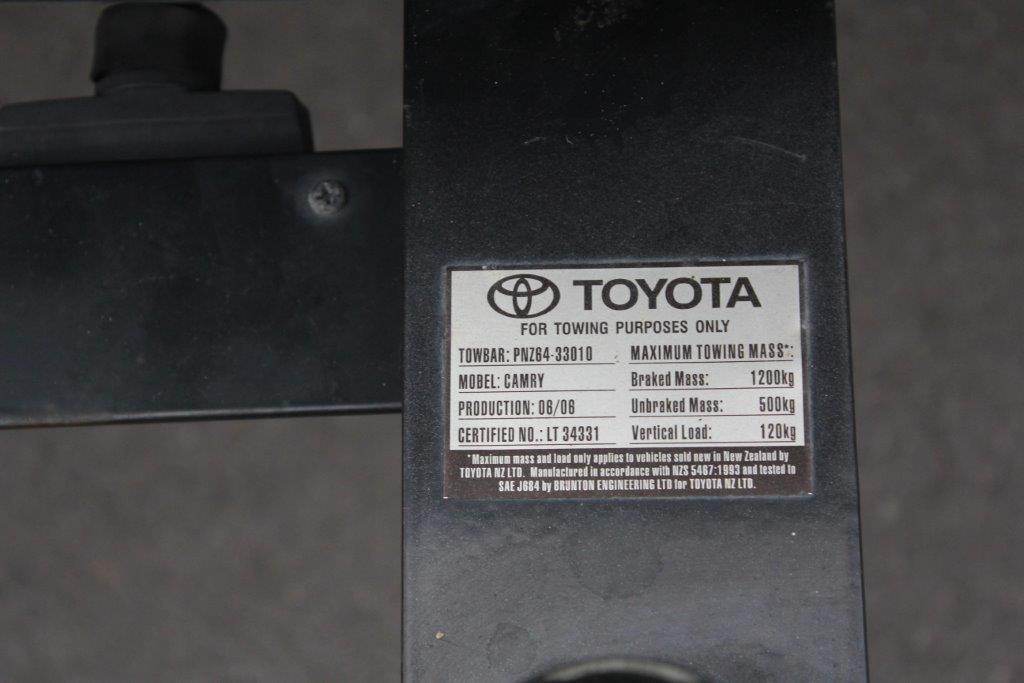 TOYOTA
FOR TOWING PURPOSES ONLY
TOWBAR: PNZ64-33010
MODEL: CAMRY
PRODUCTION: 06/06
CERTIFIED NO.: LT 34331
MAXIMUM TOWING MASS*:
Braked Mass: 1200kg
Unbraked Mass: 500kg
Vertical Load: 120kg
*Maximum mass and load only applies to vehicles sold new in New Zealand by
TOYOTA NZ LTD. Manufactured in accordance with NZS 5467:1993 and tested to
SAE J684 by BRUNTON ENGINEERING LTD for TOYOTA NZ LTD.